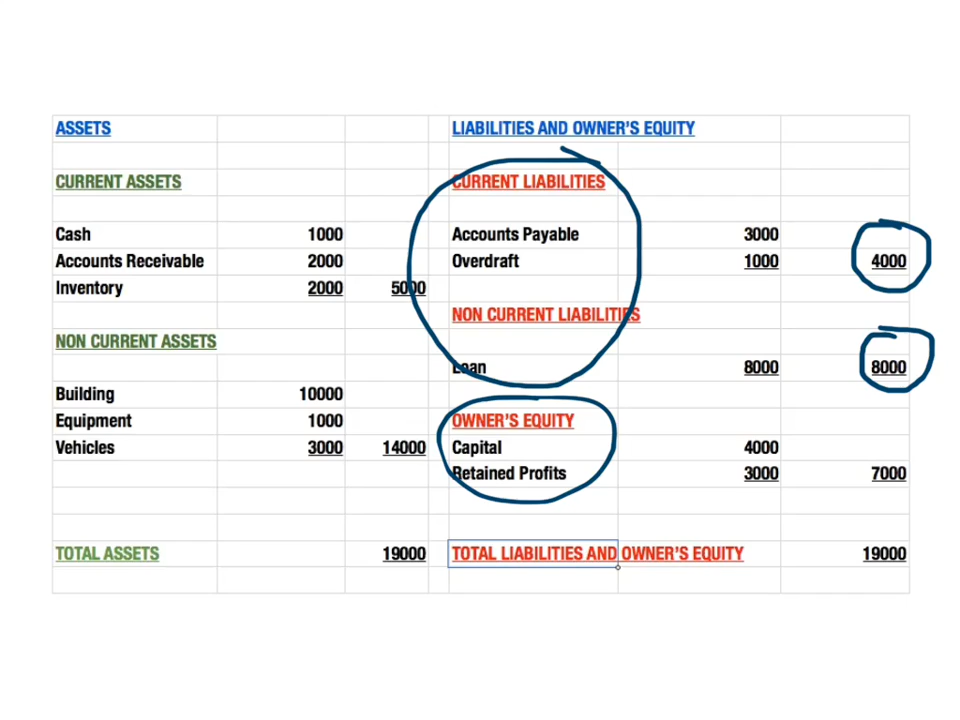 ASSETS LIABILITIES AND OWNER'S EQUITY
CURRENT ASSETS CURRENT LIABILITIES
Cash 1000 Accounts Payable 3000
Accounts Receivable 2000 Overdraft 1000 4000
Inventory 2000 5000
NON CURRENT LIABILITIES
NON CURRENT ASSETS
Loan 8000 8000
Building 10000
Equipment 1000 OWNER'S EQUITY
Vehicles 3000 14000 Capital 4000
Retained Profits 3000 7000
TOTAL ASSETS 19000 TOTAL LIABILITIES AND OWNER'S EQUITY 19000